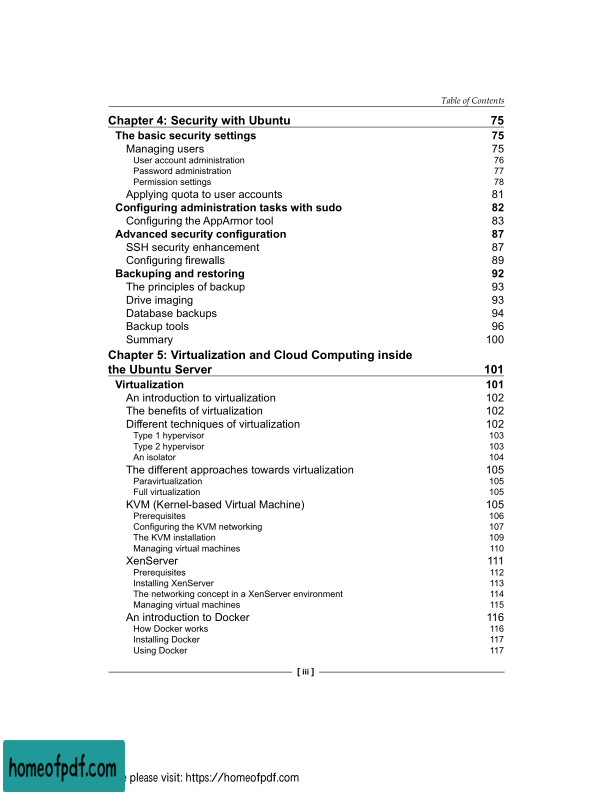 Table of Contents
Chapter 4: Security with Ubuntu 75
The basic security settings 75
Managing users 75
User account administration 76
Password administration 77
Permission settings 78
Applying quota to user accounts 81
Configuring administration tasks with sudo 82
Configuring the AppArmor tool 83
Advanced security configuration 87
SSH security enhancement 87
Configuring firewalls 89
Backuping and restoring 92
The principles of backup 93
Drive imaging 93
Database backups 94
Backup tools 96
Summary 100
Chapter 5: Virtualization and Cloud Computing inside
the Ubuntu Server 101
Virtualization 101
An introduction to virtualization 102
The benefits of virtualization 102
Different techniques of virtualization 102
Type 1 hypervisor 103
Type 2 hypervisor 103
An isolator 104
The different approaches towards virtualization 105
Paravirtualization 105
Full virtualization 105
KVM (Kernel-based Virtual Machine) 105
Prerequisites 106
Configuring the KVM networking 107
The KVM installation 109
Managing virtual machines 110
XenServer 111
Prerequisites 112
Installing XenServer 113
The networking concept in a XenServer environment 114
Managing virtual machines 115
An introduction to Docker 116
How Docker works 116
Installing Docker 117
Using Docker 117
[ iii ]
homeofpdf.com
please visit: https://homeofpdf.com